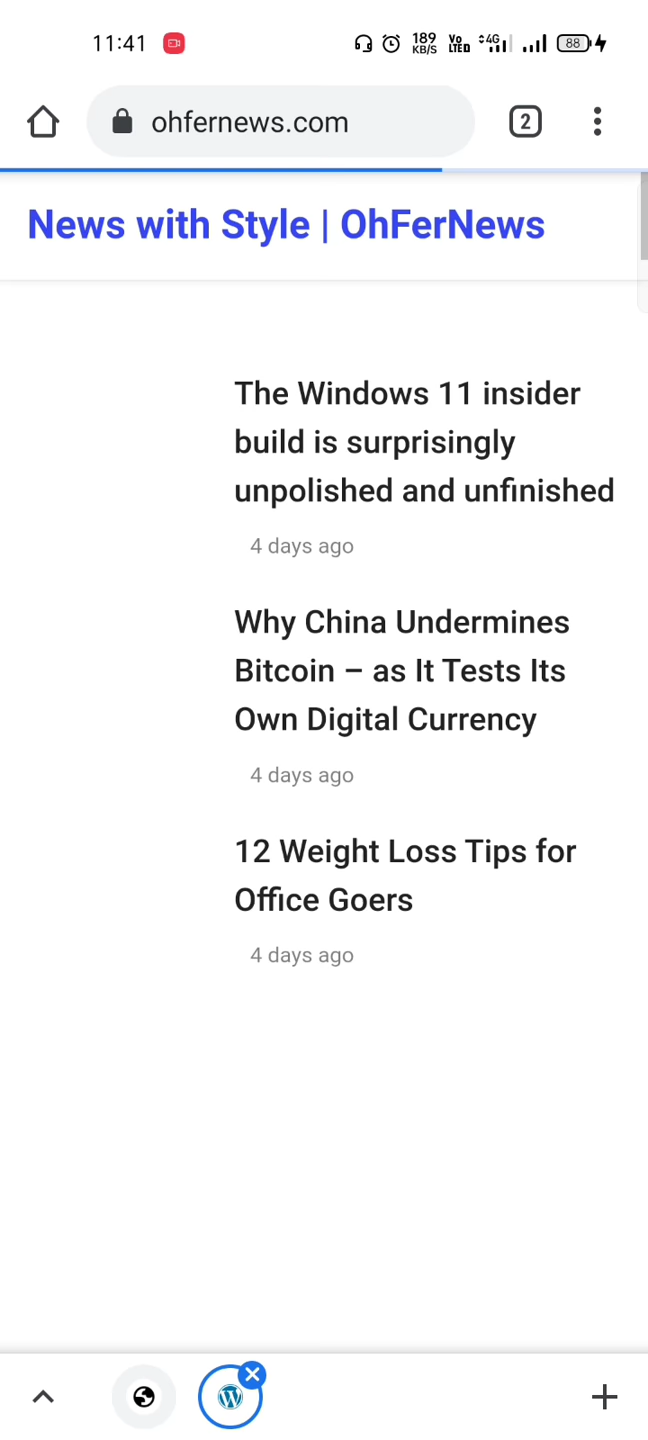 11:41 189 KB/S Vo LTE 4G 88
ohfernews.com 2
News with Style | OhFerNews
The Windows 11 insider
build is surprisingly
unpolished and unfinished
4 days ago
Why China Undermines
Bitcoin – as It Tests Its
Own Digital Currency
4 days ago
12 Weight Loss Tips for
Office Goers
4 days ago